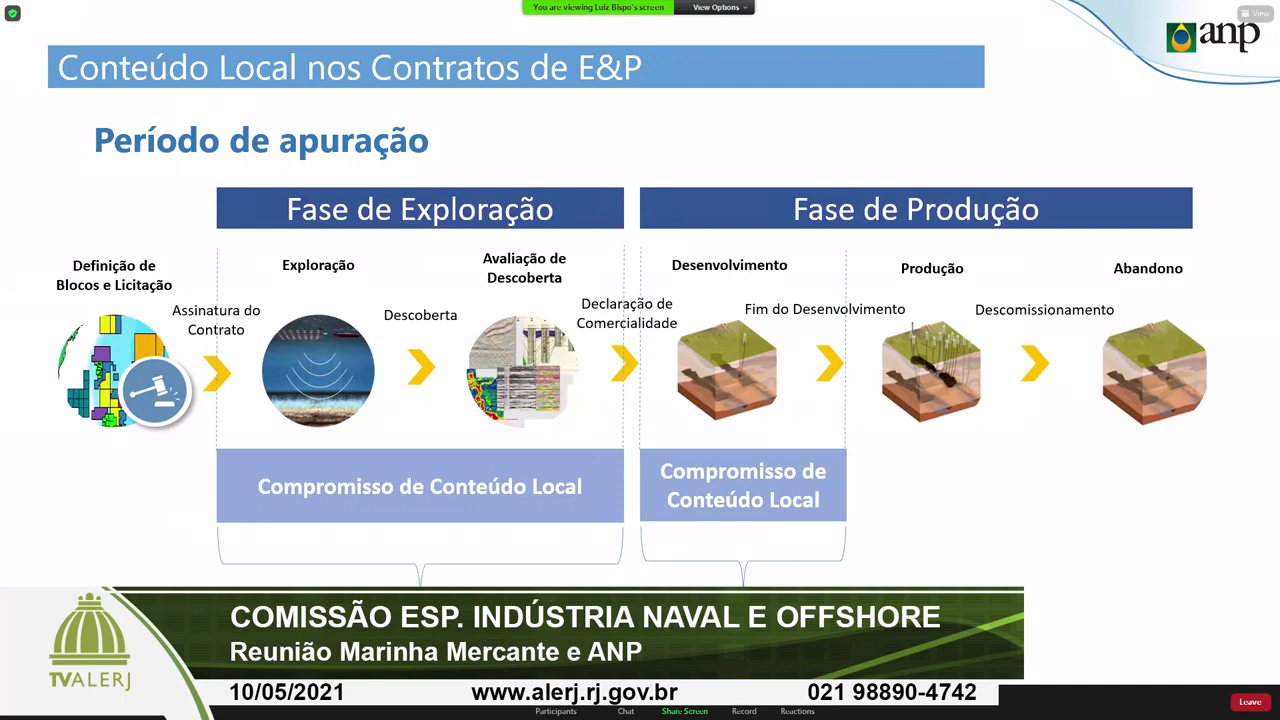 You are viewing Luiz Bispo's screen
View Options
View
anp
Conteúdo Local nos Contratos de E&P
Período de apuração
Fase de Exploração
Fase de Produção
Definição de
Blocos e Licitação
Assinatura do
Contrato
Exploração
Descoberta
Avaliação de
Descoberta
Declaração de
Comercialidade
Desenvolvimento
Fim do Desenvolvimento
Produção
Descomissionamento
Abandono
Compromisso de Conteúdo Local
Compromisso de
Conteúdo Local
COMISSÃO ESP. INDÚSTRIA NAVAL E OFFSHORE
Reunião Marinha Mercante e ANP
TVALERJ
10/05/2021
www.alerj.rj.gov.br
021 98890-4742
Participants
Chat
Share Screen
Record
Reactions
Leave